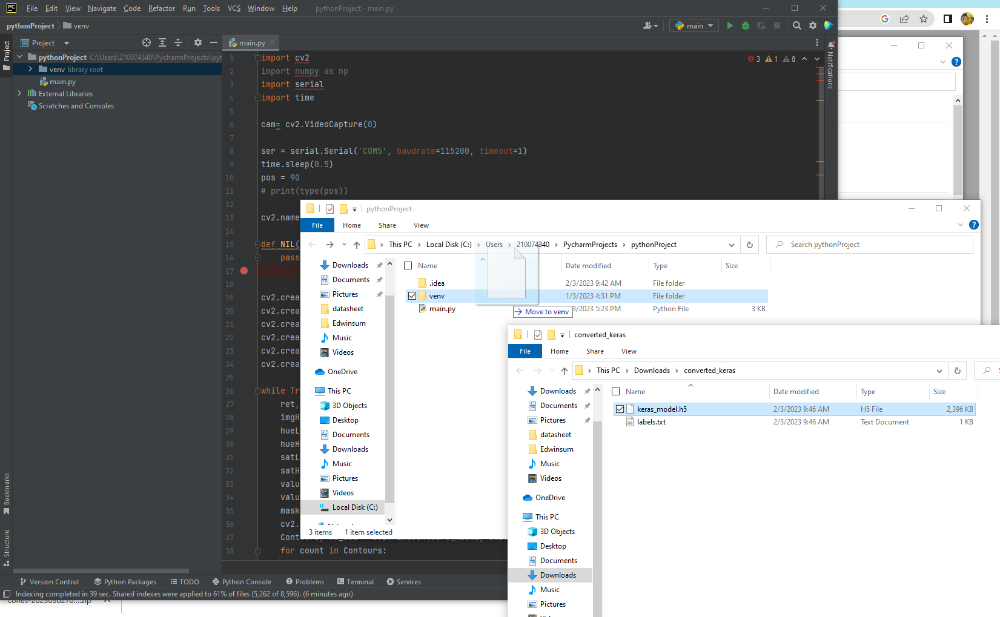 PC File Edit View Navigate Code Refactor Run Tools VCS Window Help pythonProject - main.py
pythonProject venv main
Project main.py
Project
Notifications
Bookmarks
Structure
pythonProject C:\Users\210074340\PycharmProjects\pyt
venv library root
main.py
External Libraries
Scratches and Consoles
3 1 8
1 import cv2
2 import numpy as np
3 import serial
4 import time
5
6 cam= cv2.VideoCapture(0)
7
8 ser = serial.Serial('COM5', baudrate=115200, timeout=1)
9 time.sleep(0.5)
10 pos = 90
11 # print(type(pos))
12
13 cv2.name
14
15 def NIL(
16 pass
17
18
19 cv2.crea
20 cv2.crea
21 cv2.crea
22 cv2.crea
23 cv2.crea
24 cv2.crea
25
26 while Tr
27 ret,
28 imgH
29 hueL
30 hueH
31 satL
32 satH
33 valu
34 valu
35 mask
36 cv2.
37
38 for count in Contours:
Version Control Python Packages TODO Python Console Problems Terminal Services
Indexing completed in 39 sec. Shared indexes were applied to 61% of files (5,262 of 8,596). (6 minutes ago)
pythonProject
File Home Share View
This PC Local Disk (C:) Users 210074340 PycharmProjects pythonProject
Search pythonProject
Name Date modified Type Size
.idea 2/3/2023 9:42 AM File folder
venv 1/3/2023 4:31 PM File folder
main.py 3/2023 5:23 PM Python File 3 KB
Move to venv
Downloads
Documents
Pictures
datasheet
Edwinsum
Music
Videos
OneDrive
This PC
3D Objects
Desktop
Documents
Downloads
Music
Pictures
Videos
Local Disk (C:)
3 items 1 item selected
converted_keras
File Home Share View
This PC Downloads converted_keras
Name Date modified Type Size
keras_model.h5 2/3/2023 9:46 AM H5 File 2,396 KB
labels.txt 2/3/2023 9:46 AM Text Document 1 KB
Downloads
Documents
Pictures
datasheet
Edwinsum
Music
Videos
OneDrive
This PC
3D Objects
Desktop
Documents
Downloads
Music
Pictures